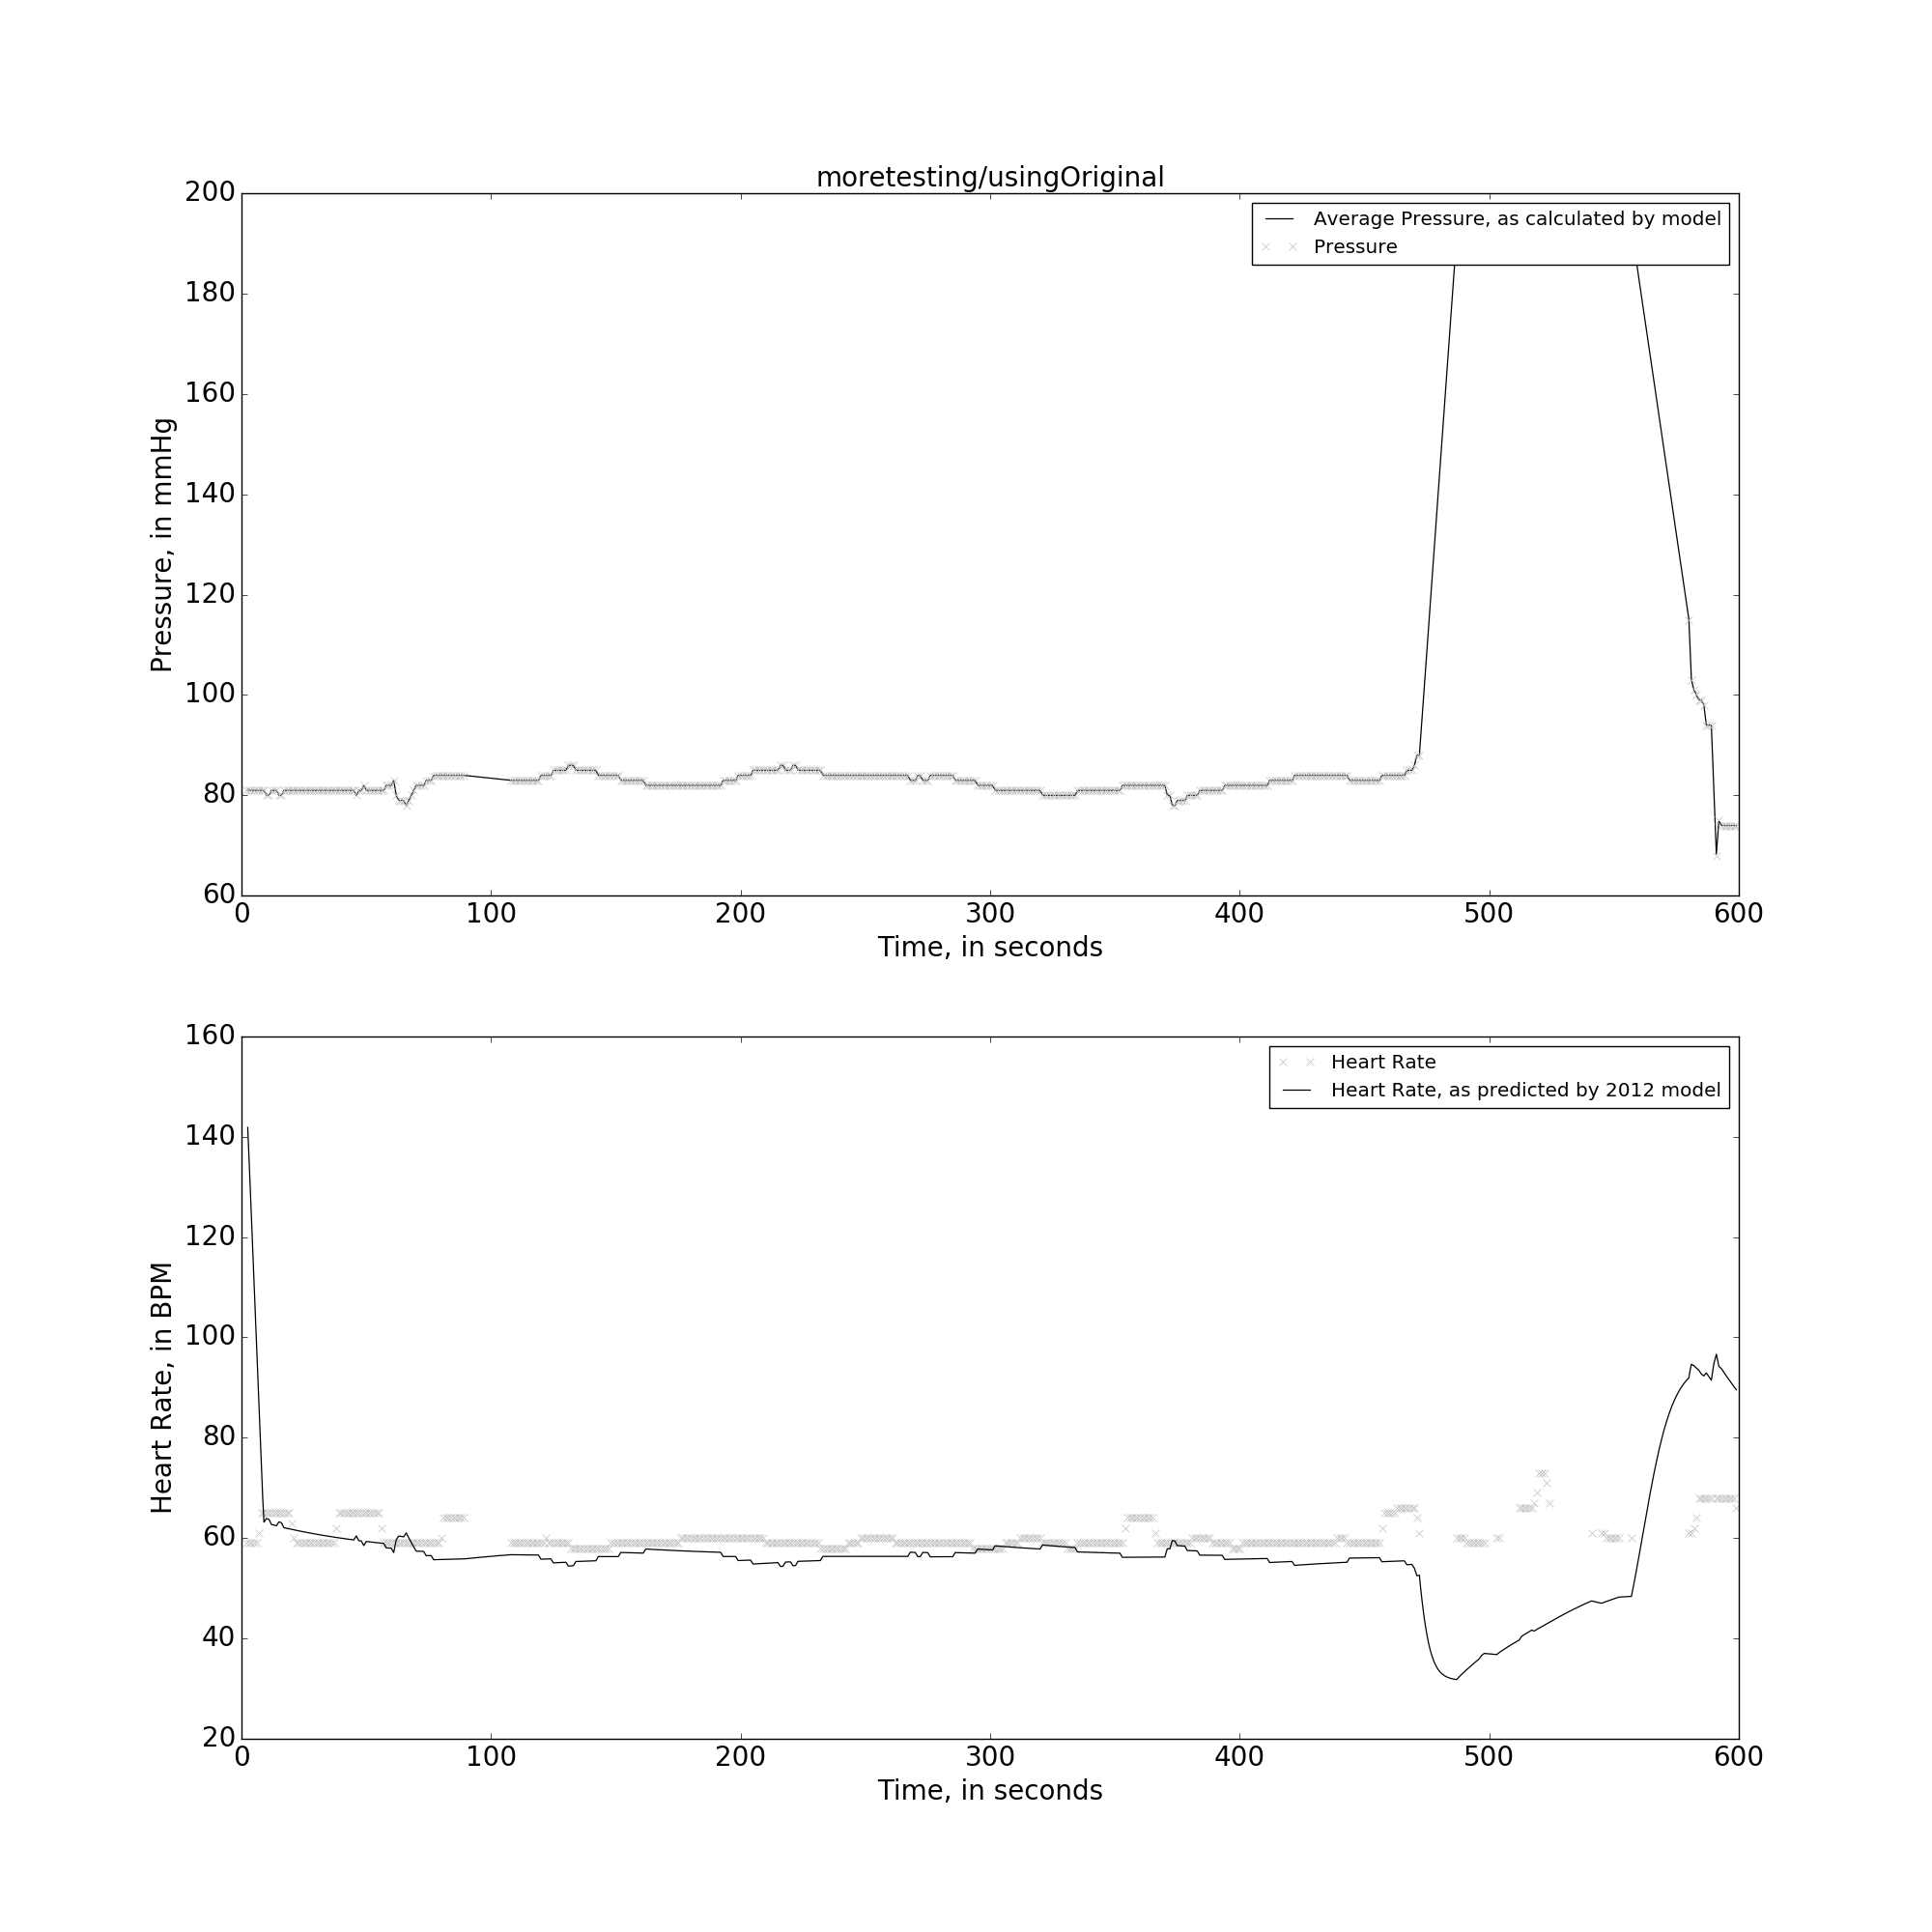 moretesting/usingOriginal
200
180
160
140
120
100
80
60
Pressure, in mmHg
Average Pressure, as calculated by model
Pressure
0 100 200 300 400 500 600
Time, in seconds
160
140
120
100
80
60
40
20
Heart Rate, in BPM
Heart Rate
Heart Rate, as predicted by 2012 model
0 100 200 300 400 500 600
Time, in seconds